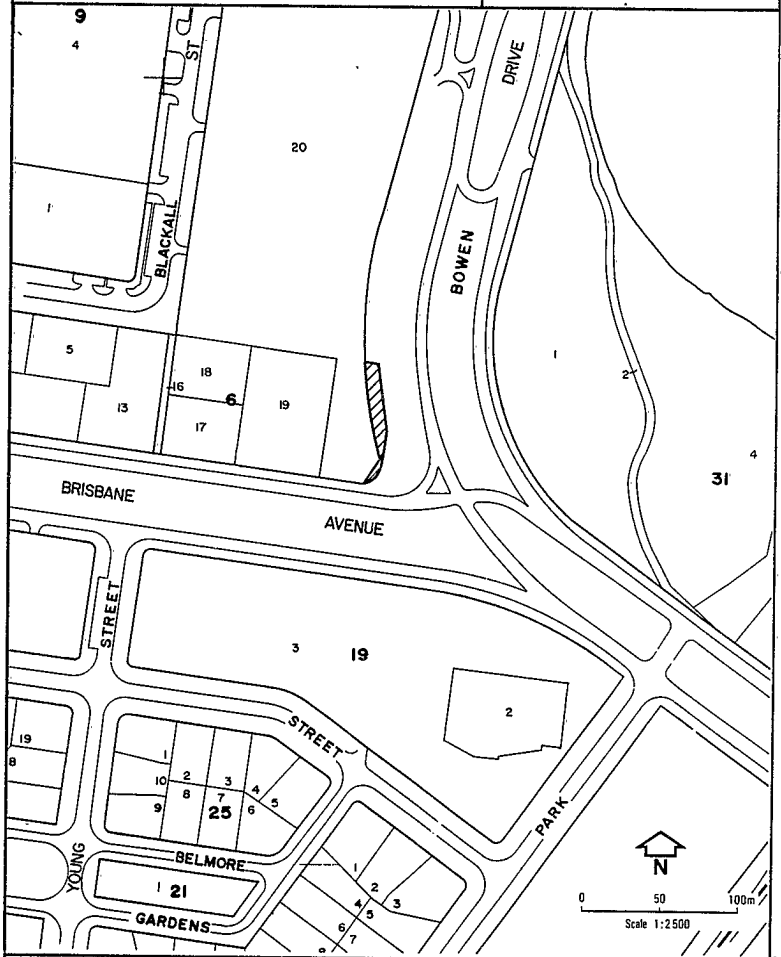 9
4
ST
DRIVE
20
1
BLACKALL
BOWEN
5
18
16
6
13
17
19
1
2
4
31
BRISBANE
AVENUE
STREET
3
19
2
STREET
19
8
1
10
2
3
4
5
9
8
7
6
25
PARK
BELMORE
YOUNG
1
21
GARDENS
1
2
3
4
5
6
7
N
0 50 100m
Scale 1:2500